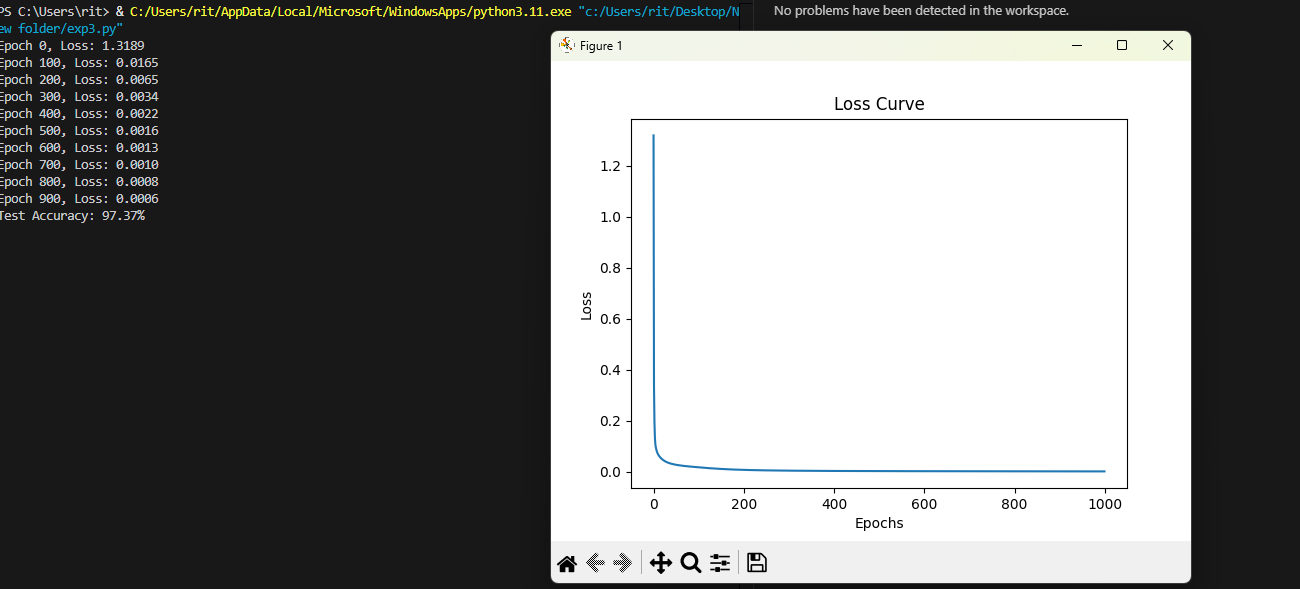 PS C:\Users\rit> & C:/Users/rit/AppData/Local/Microsoft/WindowsApps/python3.11.exe "c:/Users/rit/Desktop/N
ew folder/exp3.py"
Epoch 0, Loss: 1.3189
Epoch 100, Loss: 0.0165
Epoch 200, Loss: 0.0065
Epoch 300, Loss: 0.0034
Epoch 400, Loss: 0.0022
Epoch 500, Loss: 0.0016
Epoch 600, Loss: 0.0013
Epoch 700, Loss: 0.0010
Epoch 800, Loss: 0.0008
Epoch 900, Loss: 0.0006
Test Accuracy: 97.37%
No problems have been detected in the workspace.
Figure 1
Loss Curve
1.2
1.0
0.8
0.6
0.4
0.2
0.0
Loss
0 200 400 600 800 1000
Epochs